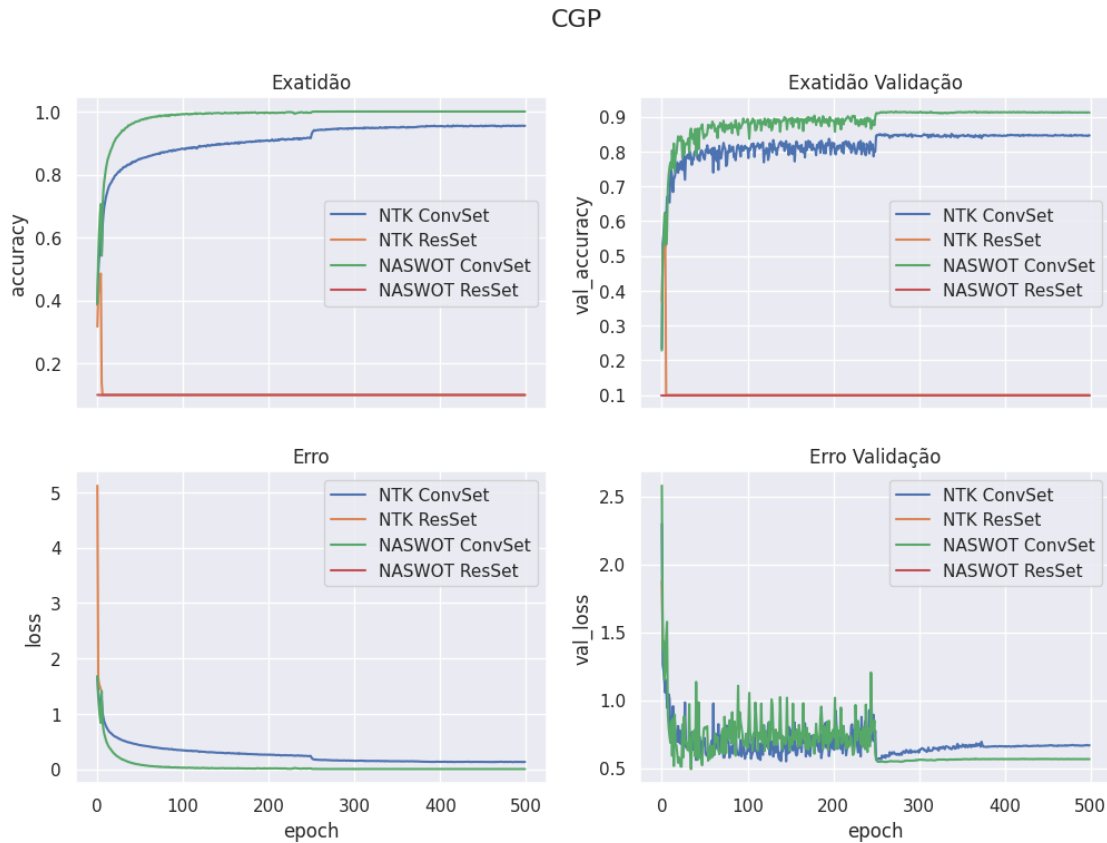 CGP
Exatidão
1.0
0.8
0.6
0.4
0.2
accuracy
NTK ConvSet
NTK ResSet
NASWOT ConvSet
NASWOT ResSet
Exatidão Validação
0.9
0.8
0.7
0.6
0.5
0.4
0.3
0.2
0.1
val_accuracy
NTK ConvSet
NTK ResSet
NASWOT ConvSet
NASWOT ResSet
Erro
5
4
3
2
1
0
loss
NTK ConvSet
NTK ResSet
NASWOT ConvSet
NASWOT ResSet
0 100 200 300 400 500
epoch
Erro Validação
2.5
2.0
1.5
1.0
0.5
val_loss
NTK ConvSet
NTK ResSet
NASWOT ConvSet
NASWOT ResSet
0 100 200 300 400 500
epoch